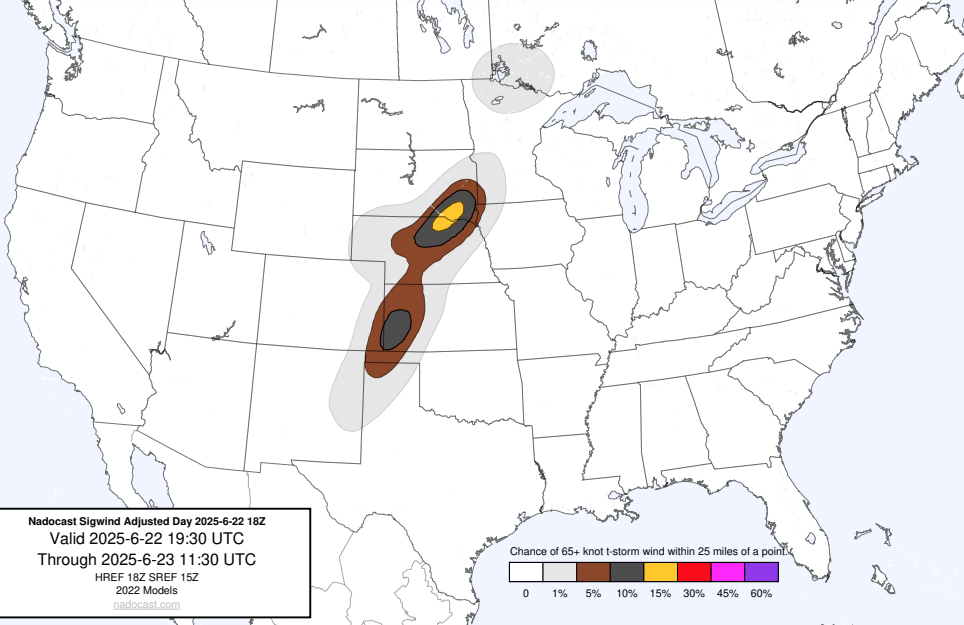 Nadocast Sigwind Adjusted Day 2025-6-22 18Z
Valid 2025-6-22 19:30 UTC
Through 2025-6-23 11:30 UTC
HREF 18Z SREF 15Z
2022 Models
nadocast.com
Chance of 65+ knot t-storm wind within 25 miles of a point.
0 1% 5% 10% 15% 30% 45% 60%